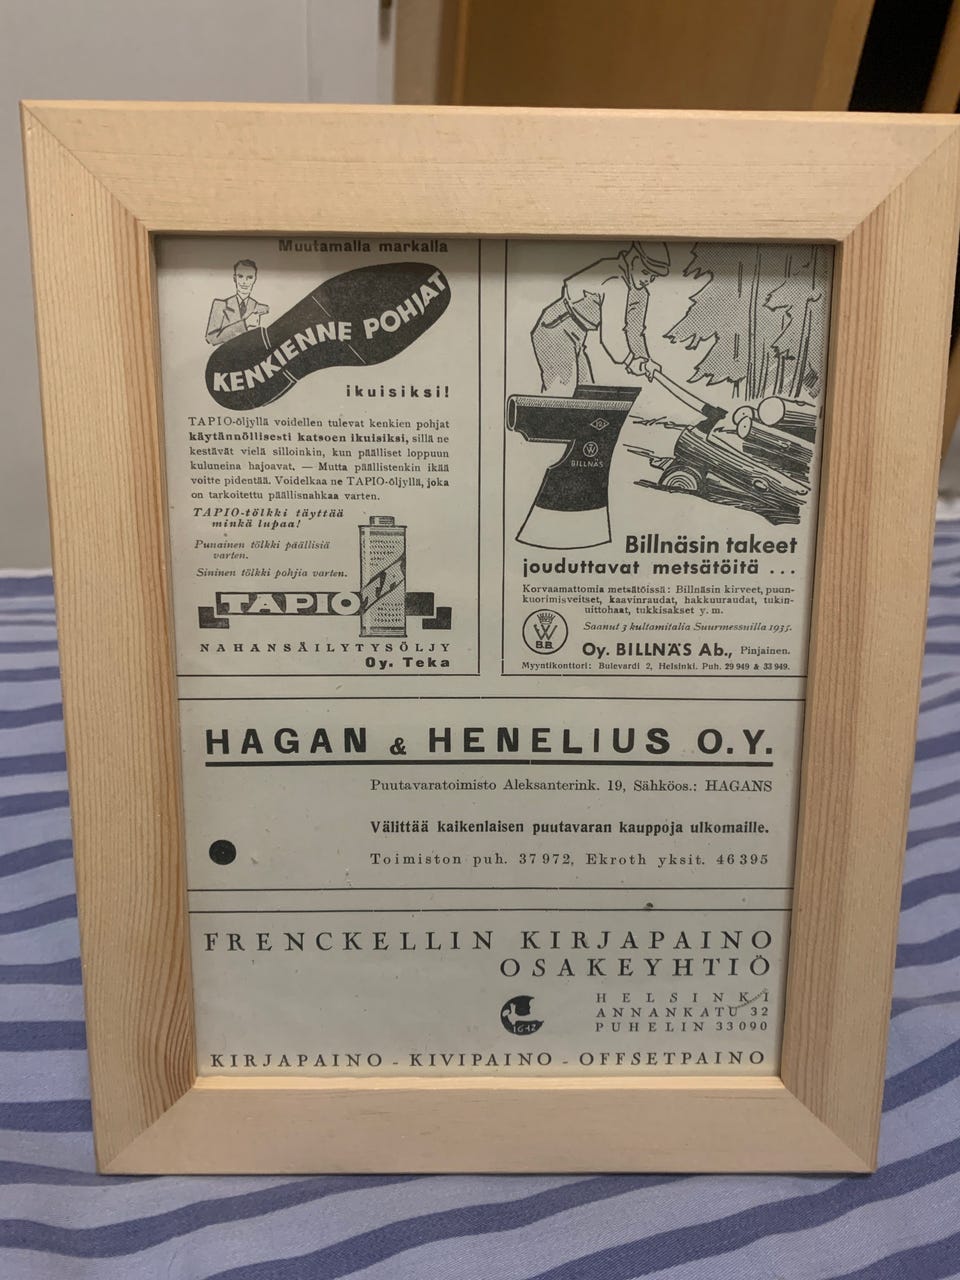 Muutamalla markalla
KENKIENNE POHJAT
ikuisiksi!
TAPIO-öljyllä voidellen tulevat kenkien pohjat
käytännöllisesti katsoen ikuisiksi, sillä ne
kestävät vielä silloinkin, kun päälliset loppuun
kuluneina hajoavat. — Mutta päällistenkin ikää
voitte pidentää. Voidelkaa ne TAPIO-öljyllä, joka
on tarkoitettu päällisnahkaa varten.
TAPIO-tölkki täyttää
minkä lupaa!
Punainen tölkki päällisiä
varten.
Sininen tölkki pohjia varten.
TAPIO
NAHANSÄILYTYSÖLJY
Oy. Teka
BILLNÄS
Billnäsin takeet
jouduttavat metsätöitä ...
Korvaamattomia metsätöissä: Billnäsin kirveet, puun-
kuorimisveitset, kaavinraudat, hakkuuraudat, tukin-
uittohaat, tukkisakset y. m.
Saanut 3 kultamitalia Suurmessuilla 1935.
W
B.B.
Oy. BILLNÄS Ab., Pinjainen.
Myyntikonttori: Bulevardi 2, Helsinki. Puh. 29 949 & 33 949.
HAGAN & HENELIUS O.Y.
Puutavaratoimisto Aleksanterink. 19, Sähköos.: HAGANS
Välittää kaikenlaisen puutavaran kauppoja ulkomaille.
Toimiston puh. 37 972, Ekroth yksit. 46 395
FRENCKELLIN KIRJAPAINO
OSAKEYHTIÖ
1642
HELSINKI
ANNANKATU 32
PUHELIN 33 090
KIRJAPAINO - KIVIPAINO - OFFSETPAINO